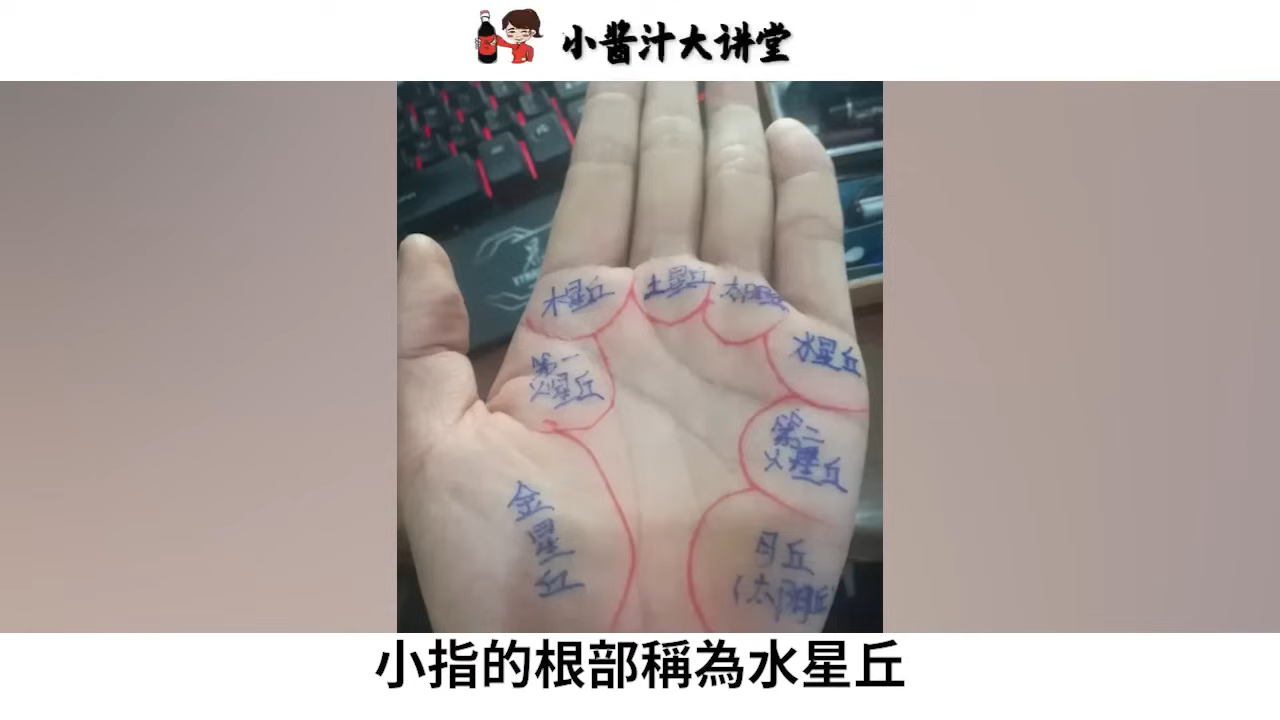 小酱汁大讲堂
木星丘
土星丘
太阳丘
水星丘
第一
火星丘
第二
火星丘
金
星
丘
月丘
(太阴丘)
小指的根部稱為水星丘